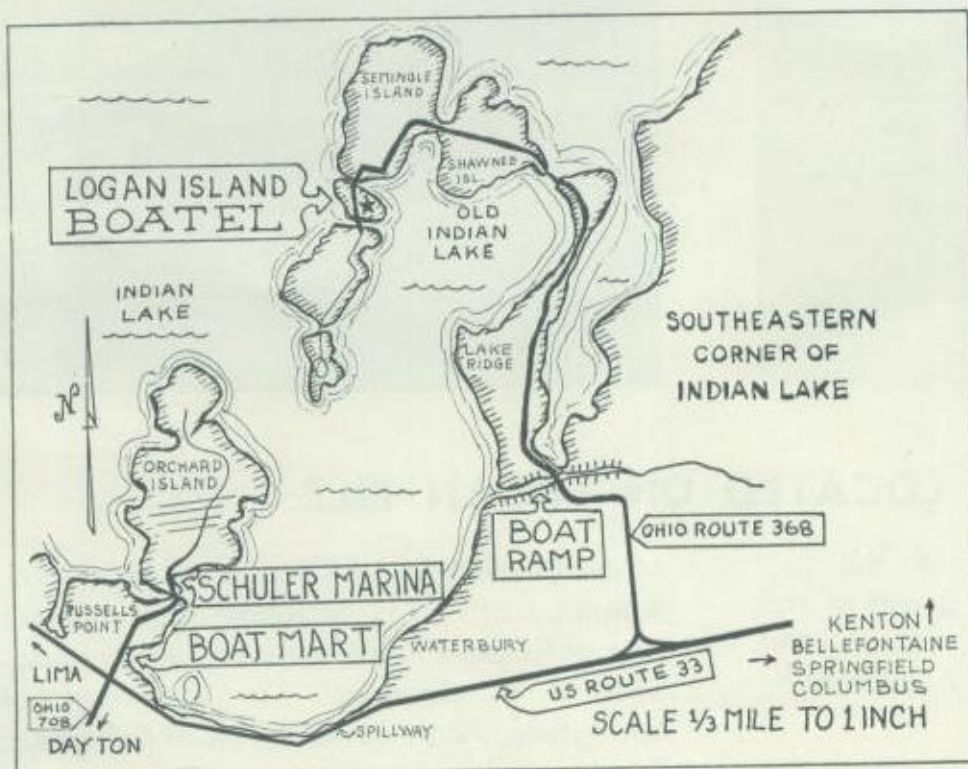 SEMINOLE
ISLAND
SHAWNEE
ISL.
LOGAN ISLAND
BOATEL
OLD
INDIAN
LAKE
INDIAN
LAKE
SOUTHEASTERN
CORNER OF
INDIAN LAKE
LAKE
RIDGE
N
ORCHARD
ISLAND
BOAT
RAMP
OHIO ROUTE 368
SCHULER MARINA
RUSSELLS
POINT
BOAT MART
WATERBURY
LIMA
KENTON
BELLEFONTAINE
SPRINGFIELD
COLUMBUS
US ROUTE 33
OHIO
708
SPILLWAY
SCALE 1/3 MILE TO 1 INCH
DAYTON